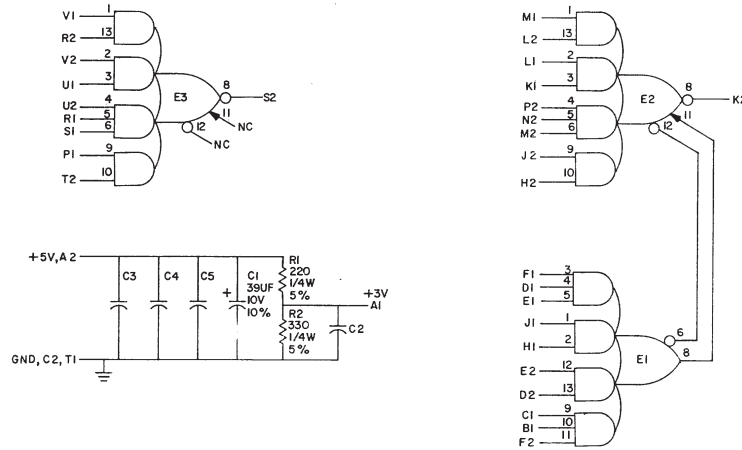 V1 1
R2 13
V2 2
U1 3
U2 4
R1 5
S1 6
P1 9
T2 10
E3
8 S2
11 NC
12 NC
M1 1
L2 13
L1 2
K1 3
P2 4
N2 5
M2 6
J2 9
H2 10
E2
8 K2
11
12
+5V, A2
C3
C4
C5
+
C1
39UF
10V
10%
R1
220
1/4W
5%
R2
330
1/4W
5%
+3V
A1
C2
GND, C2, T1
F1 3
D1 4
E1 5
J1 1
H1 2
E2 12
D2 13
C1 9
B1 10
F2 11
E1
6
8